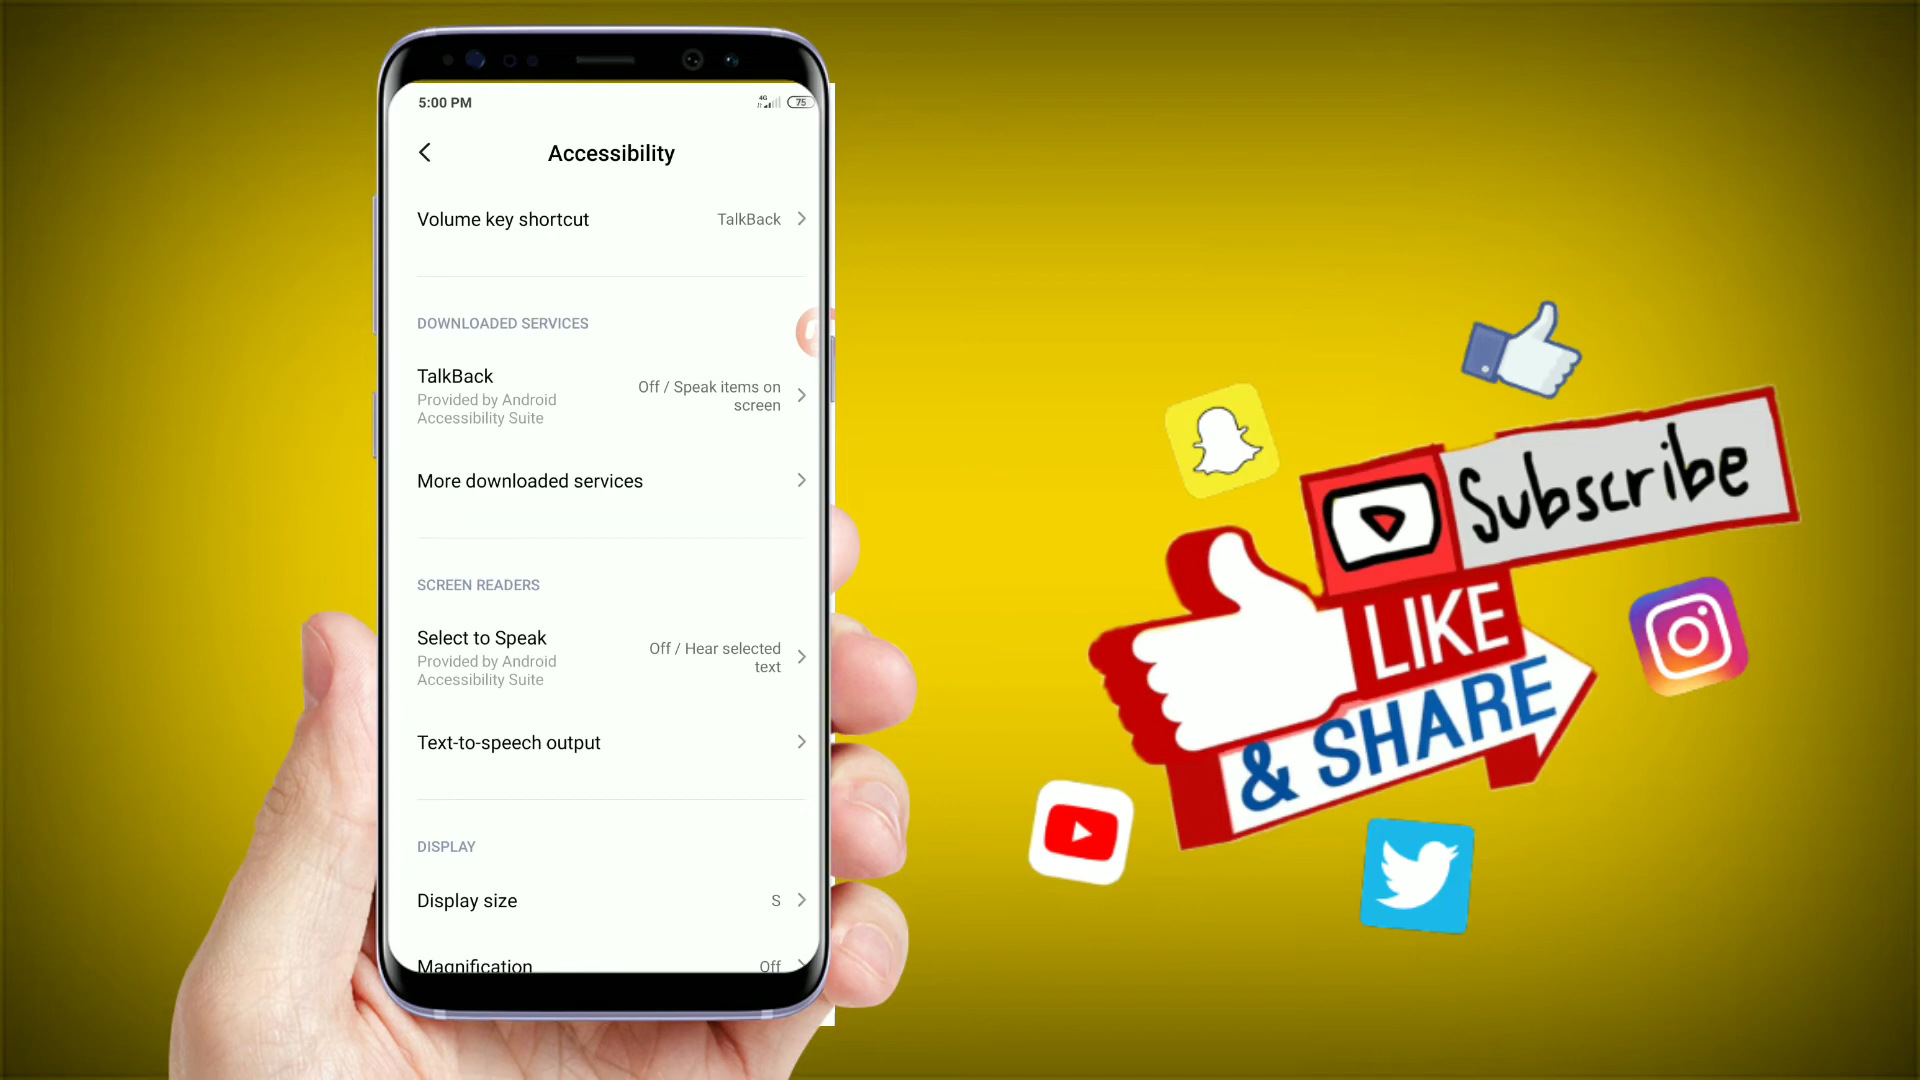 5:00 PM
4G
75
Accessibility
Volume key shortcut
TalkBack
DOWNLOADED SERVICES
TalkBack
Provided by Android
Accessibility Suite
Off / Speak items on
screen
More downloaded services
SCREEN READERS
Select to Speak
Provided by Android
Accessibility Suite
Off / Hear selected
text
Text-to-speech output
DISPLAY
Display size
S
Magnification
Off
Subscribe
LIKE
& SHARE